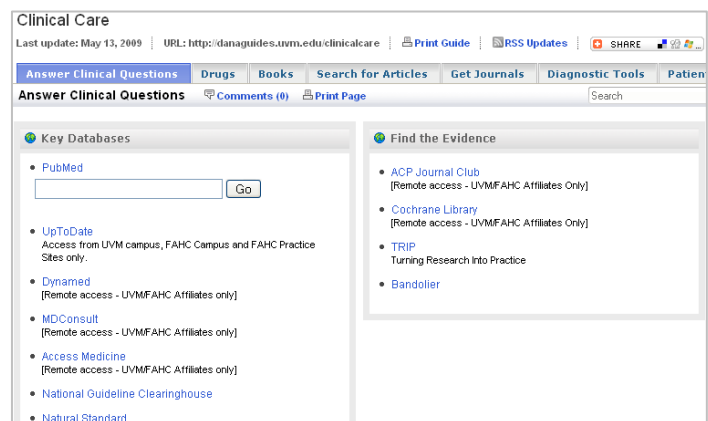 Clinical Care
Last update: May 13, 2009 URL: http://danaguides.uvm.edu/clinicalcare Print Guide RSS Updates SHARE
Answer Clinical Questions Drugs Books Search for Articles Get Journals Diagnostic Tools Patien
Answer Clinical Questions Comments (0) Print Page Search
Key Databases
PubMed
Go
UpToDate
Access from UVM campus, FAHC Campus and FAHC Practice
Sites only.
Dynamed
[Remote access - UVM/FAHC Affiliates only]
MDConsult
[Remote access - UVM/FAHC Affiliates only]
Access Medicine
[Remote access - UVM/FAHC Affiliates only]
National Guideline Clearinghouse
Natural Standard
Find the Evidence
ACP Journal Club
[Remote access - UVM/FAHC Affiliates Only]
Cochrane Library
[Remote access - UVM/FAHC Affiliates Only]
TRIP
Turning Research Into Practice
Bandolier